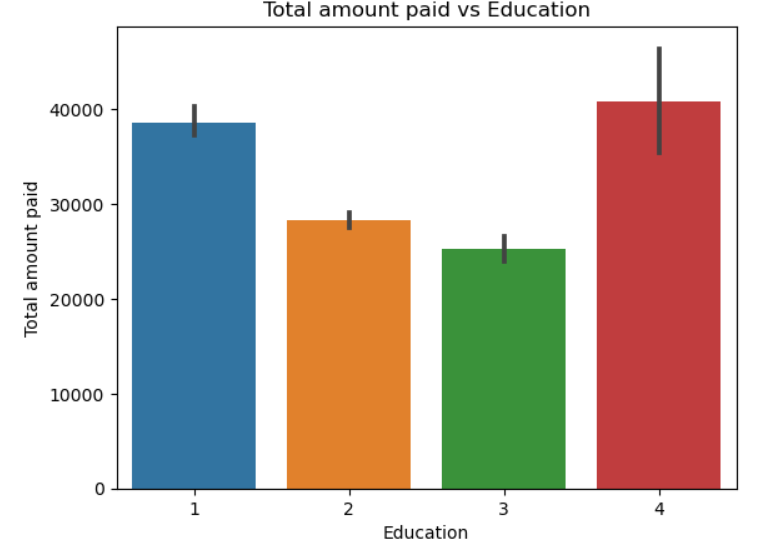 Total amount paid vs Education
Total amount paid
40000
30000
20000
10000
0
1 2 3 4
Education